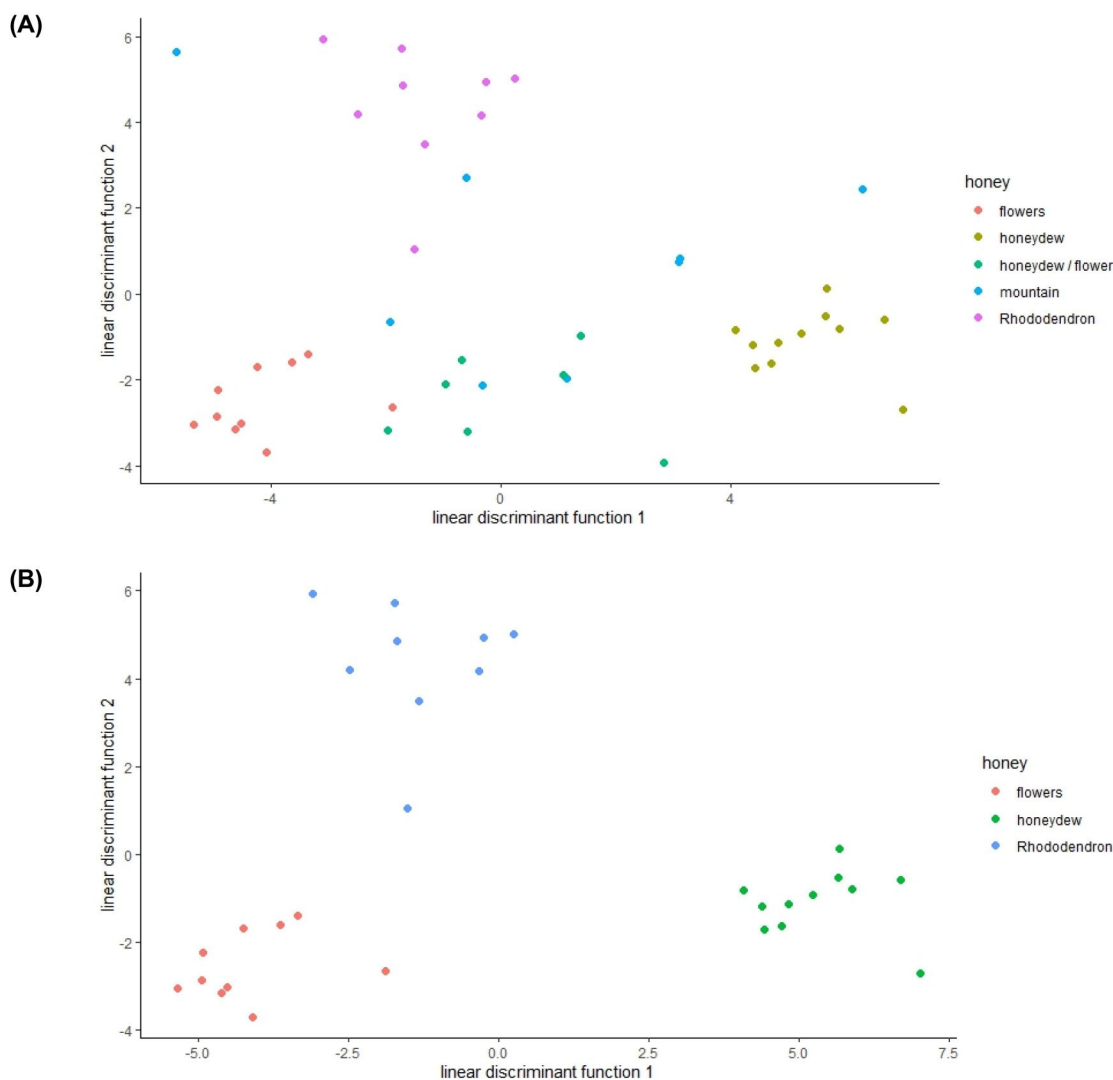 (A)
6
4
2
0
-2
-4
linear discriminant function 2
-4
0
4
linear discriminant function 1
honey
flowers
honeydew
honeydew / flower
mountain
Rhododendron
(B)
6
4
2
0
-2
-4
linear discriminant function 2
-5.0
-2.5
0.0
2.5
5.0
7.5
linear discriminant function 1
honey
flowers
honeydew
Rhododendron